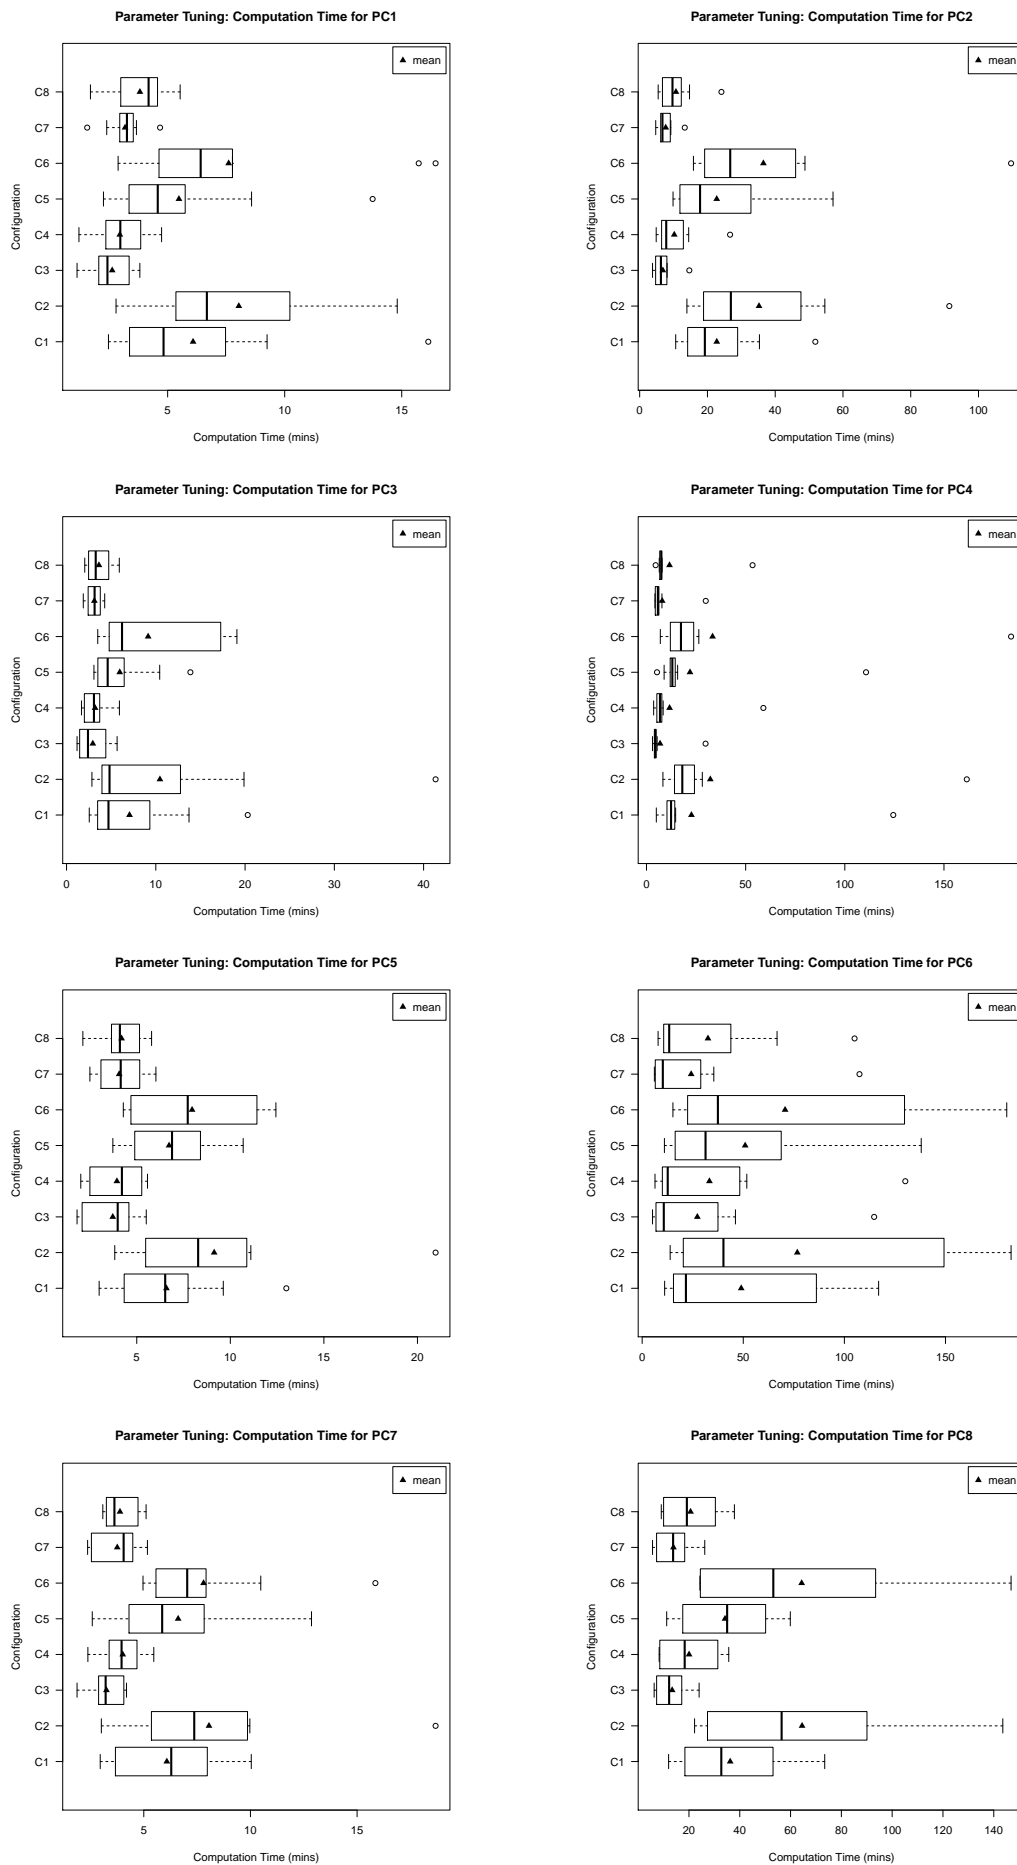 Parameter Tuning: Computation Time for PC1
mean
C8
C7
C6
C5
C4
C3
C2
C1
Configuration
5 10 15
Computation Time (mins)
Parameter Tuning: Computation Time for PC2
mean
C8
C7
C6
C5
C4
C3
C2
C1
Configuration
0 20 40 60 80 100
Computation Time (mins)
Parameter Tuning: Computation Time for PC3
mean
C8
C7
C6
C5
C4
C3
C2
C1
Configuration
0 10 20 30 40
Computation Time (mins)
Parameter Tuning: Computation Time for PC4
mean
C8
C7
C6
C5
C4
C3
C2
C1
Configuration
0 50 100 150
Computation Time (mins)
Parameter Tuning: Computation Time for PC5
mean
C8
C7
C6
C5
C4
C3
C2
C1
Configuration
5 10 15 20
Computation Time (mins)
Parameter Tuning: Computation Time for PC6
mean
C8
C7
C6
C5
C4
C3
C2
C1
Configuration
0 50 100 150
Computation Time (mins)
Parameter Tuning: Computation Time for PC7
mean
C8
C7
C6
C5
C4
C3
C2
C1
Configuration
5 10 15
Computation Time (mins)
Parameter Tuning: Computation Time for PC8
mean
C8
C7
C6
C5
C4
C3
C2
C1
Configuration
20 40 60 80 100 120 140
Computation Time (mins)